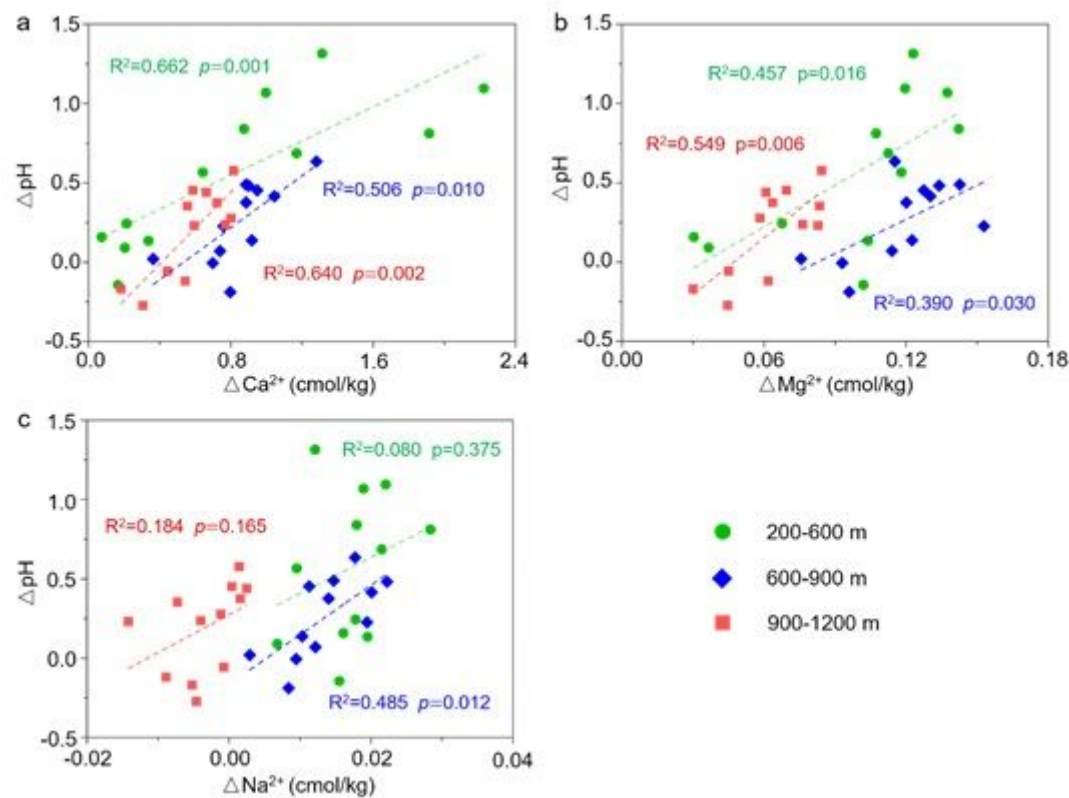 a
1.5
1.0
0.5
0.0
-0.5
△pH
R²=0.662 p=0.001
R²=0.506 p=0.010
R²=0.640 p=0.002
0.0 0.8 1.6 2.4
△Ca²⁺ (cmol/kg)
b
1.5
1.0
0.5
0.0
-0.5
△pH
R²=0.457 p=0.016
R²=0.549 p=0.006
R²=0.390 p=0.030
0.00 0.06 0.12 0.18
△Mg²⁺ (cmol/kg)
c
1.5
1.0
0.5
0.0
-0.5
△pH
R²=0.080 p=0.375
R²=0.184 p=0.165
R²=0.485 p=0.012
-0.02 0.00 0.02 0.04
△Na²⁺ (cmol/kg)
200-600 m
600-900 m
900-1200 m